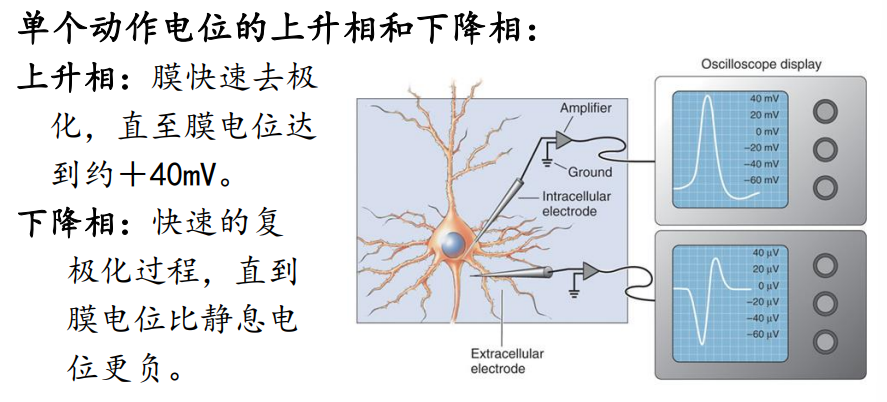 单个动作电位的上升相和下降相：
上升相：膜快速去极
化，直至膜电位达
到约＋40mV。
下降相：快速的复
极化过程，直到
膜电位比静息电
位更负。
Oscilloscope display
Amplifier
Ground
Intracellular
electrode
40 mV
20 mV
0 mV
−20 mV
−40 mV
−60 mV
40 µV
20 µV
0 µV
−20 µV
−40 µV
−60 µV
Extracellular
electrode